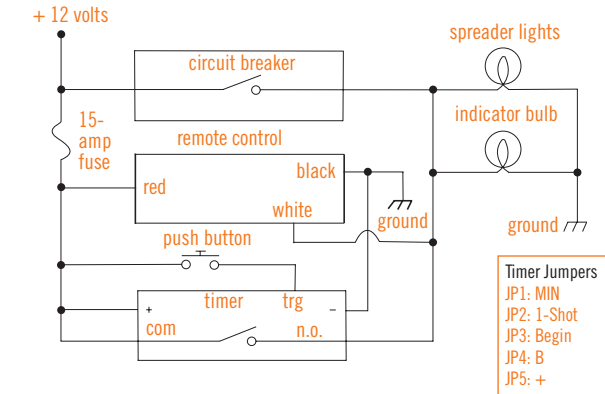 + 12 volts
spreader lights
circuit breaker
indicator bulb
15-
amp
fuse
remote control
black
red
white
ground
ground
push button
timer
trg
+
−
com
n.o.
Timer Jumpers
JP1: MIN
JP2: 1-Shot
JP3: Begin
JP4: B
JP5: +